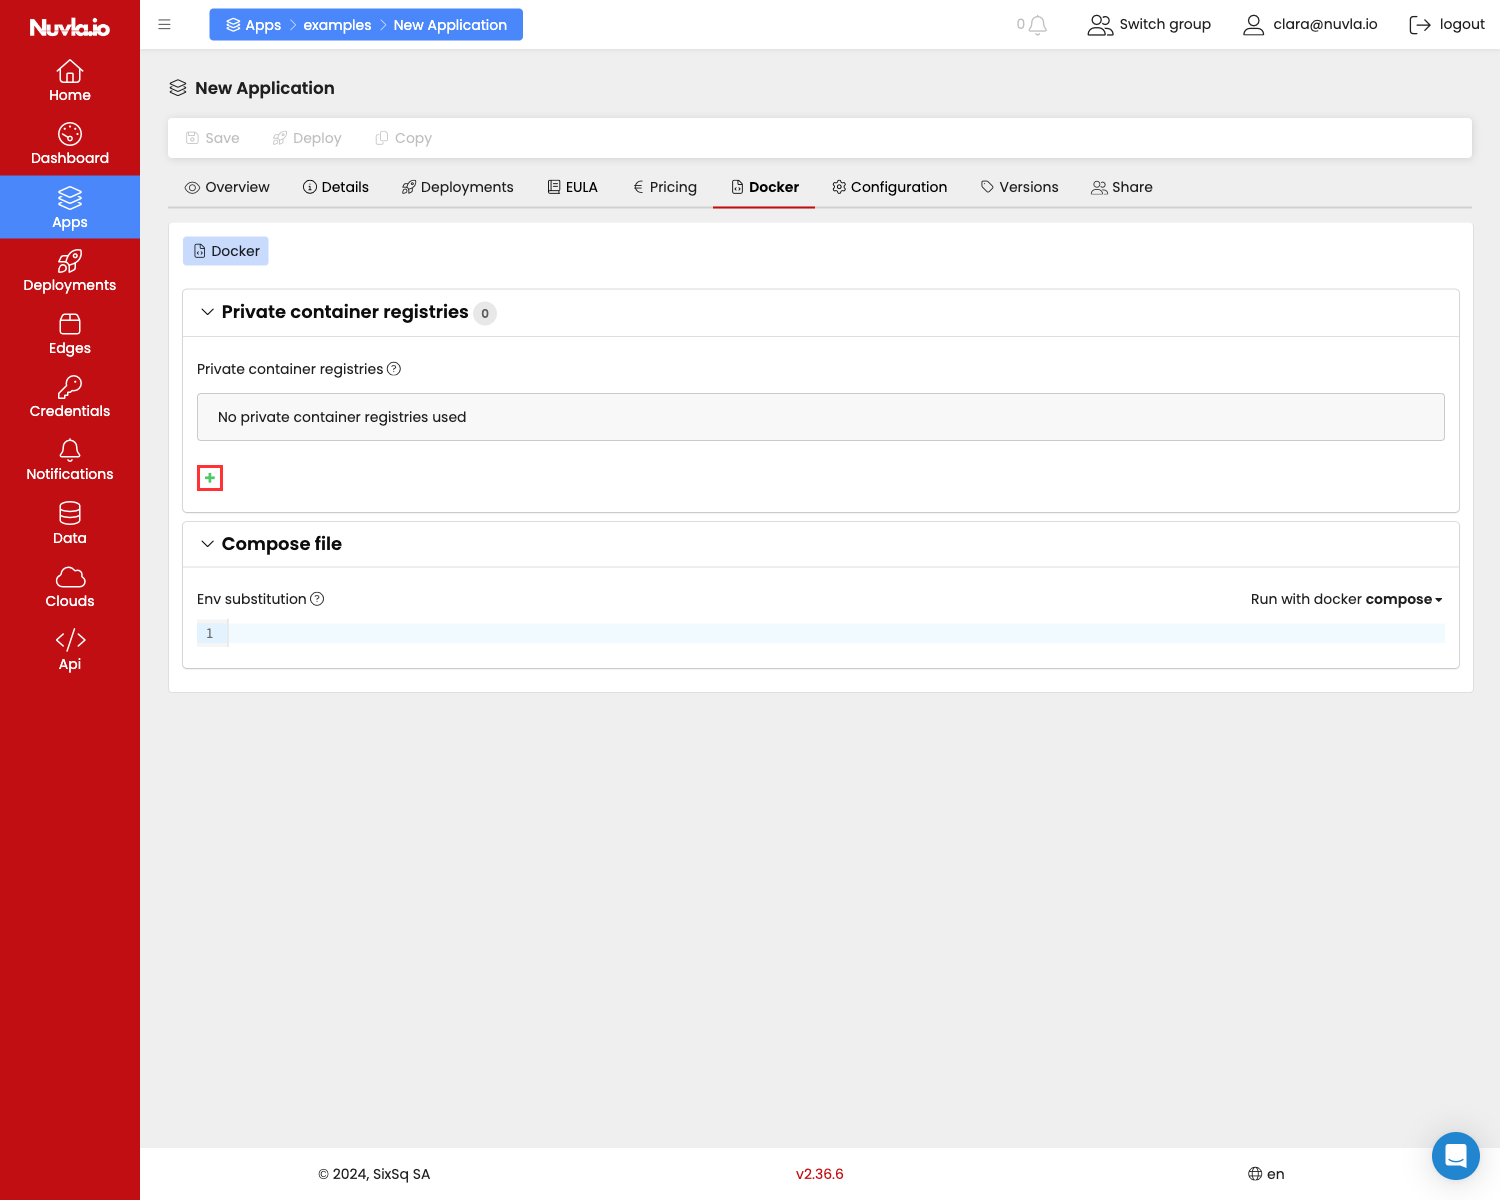 Nuvla.io
Apps > examples > New Application
0
Switch group
clara@nuvla.io
logout
Home
Dashboard
Apps
Deployments
Edges
Credentials
Notifications
Data
Clouds
Api
New Application
Save
Deploy
Copy
Overview
Details
Deployments
EULA
€ Pricing
Docker
Configuration
Versions
Share
Docker
Private container registries 0
Private container registries ?
No private container registries used
+
Compose file
Env substitution ?
Run with docker compose
1
© 2024, SixSq SA
v2.36.6
en